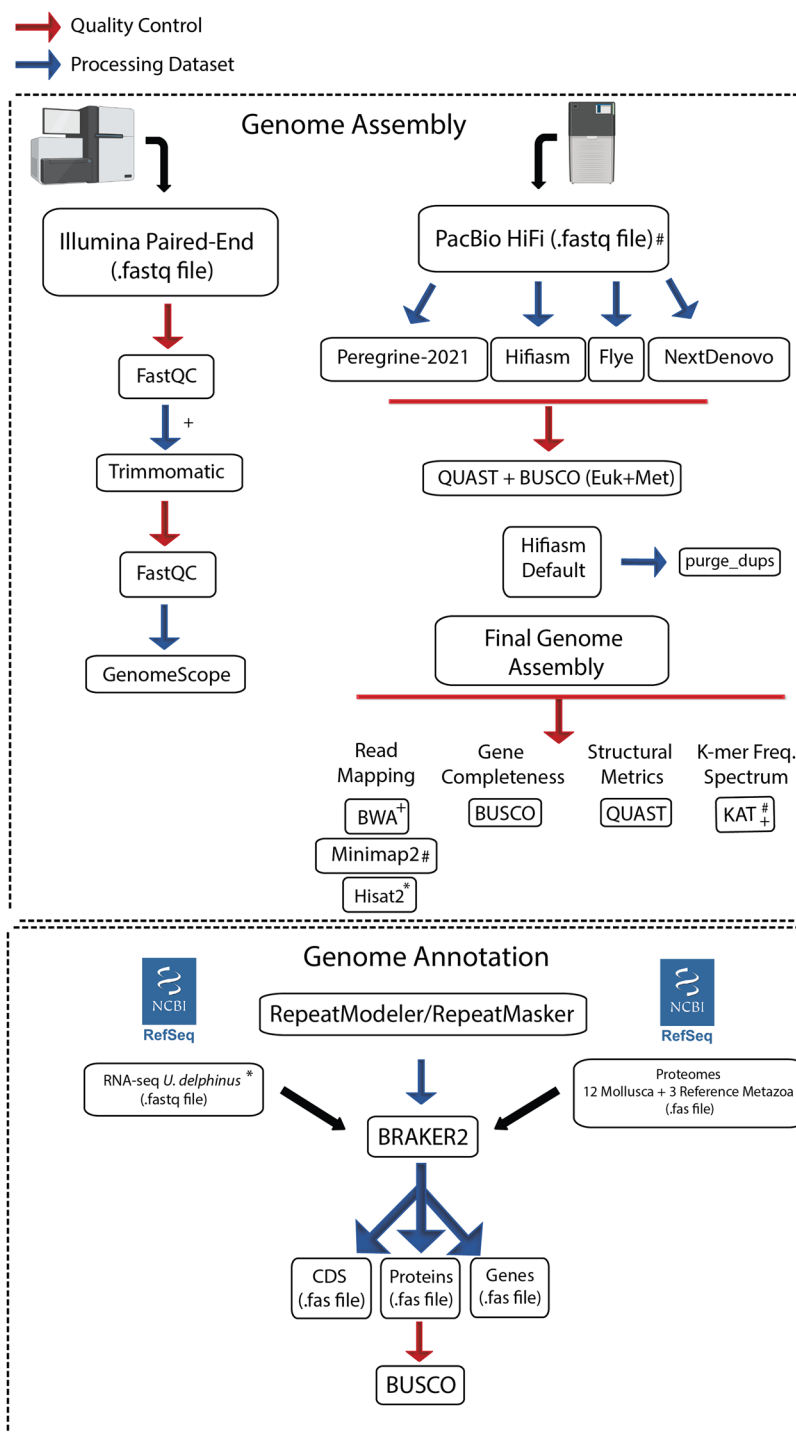 Quality Control
Processing Dataset
Genome Assembly
Illumina Paired-End
(.fastq file)
FastQC
+
Trimmomatic
FastQC
GenomeScope
PacBio HiFi (.fastq file)#
Peregrine-2021
Hifiasm
Flye
NextDenovo
QUAST + BUSCO (Euk+Met)
Hifiasm
Default
purge_dups
Final Genome
Assembly
Read
Mapping
BWA+
Minimap2#
Hisat2*
Gene
Completeness
BUSCO
Structural
Metrics
QUAST
K-mer Freq.
Spectrum
KAT #
+
Genome Annotation
NCBI
RefSeq
RepeatModeler/RepeatMasker
NCBI
RefSeq
RNA-seq U. delphinus *
(.fastq file)
Proteomes
12 Mollusca + 3 Reference Metazoa
(.fas file)
BRAKER2
CDS
(.fas file)
Proteins
(.fas file)
Genes
(.fas file)
BUSCO